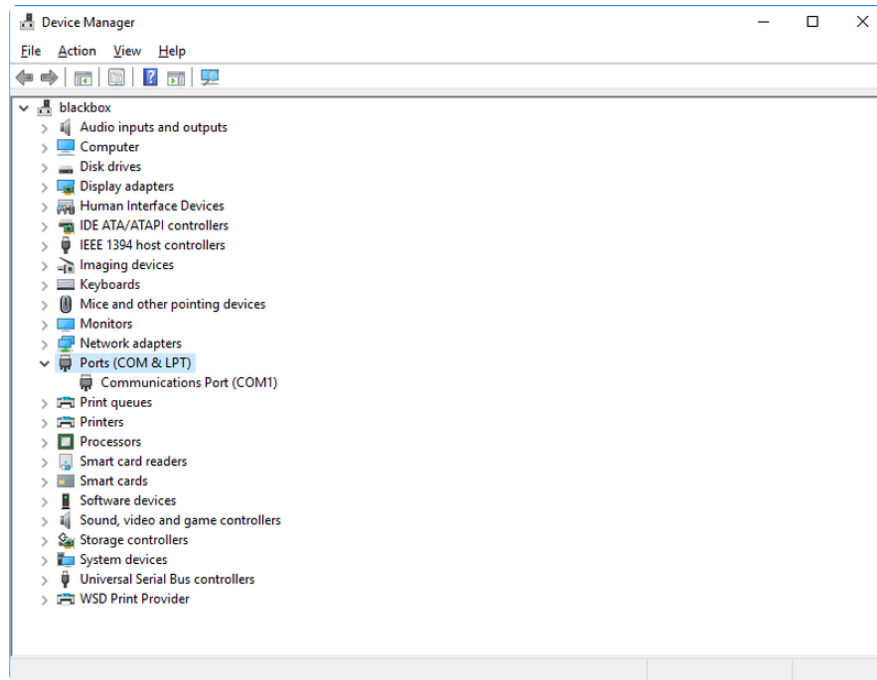 Device Manager
File Action View Help
blackbox
Audio inputs and outputs
Computer
Disk drives
Display adapters
Human Interface Devices
IDE ATA/ATAPI controllers
IEEE 1394 host controllers
Imaging devices
Keyboards
Mice and other pointing devices
Monitors
Network adapters
Ports (COM & LPT)
Communications Port (COM1)
Print queues
Printers
Processors
Smart card readers
Smart cards
Software devices
Sound, video and game controllers
Storage controllers
System devices
Universal Serial Bus controllers
WSD Print Provider